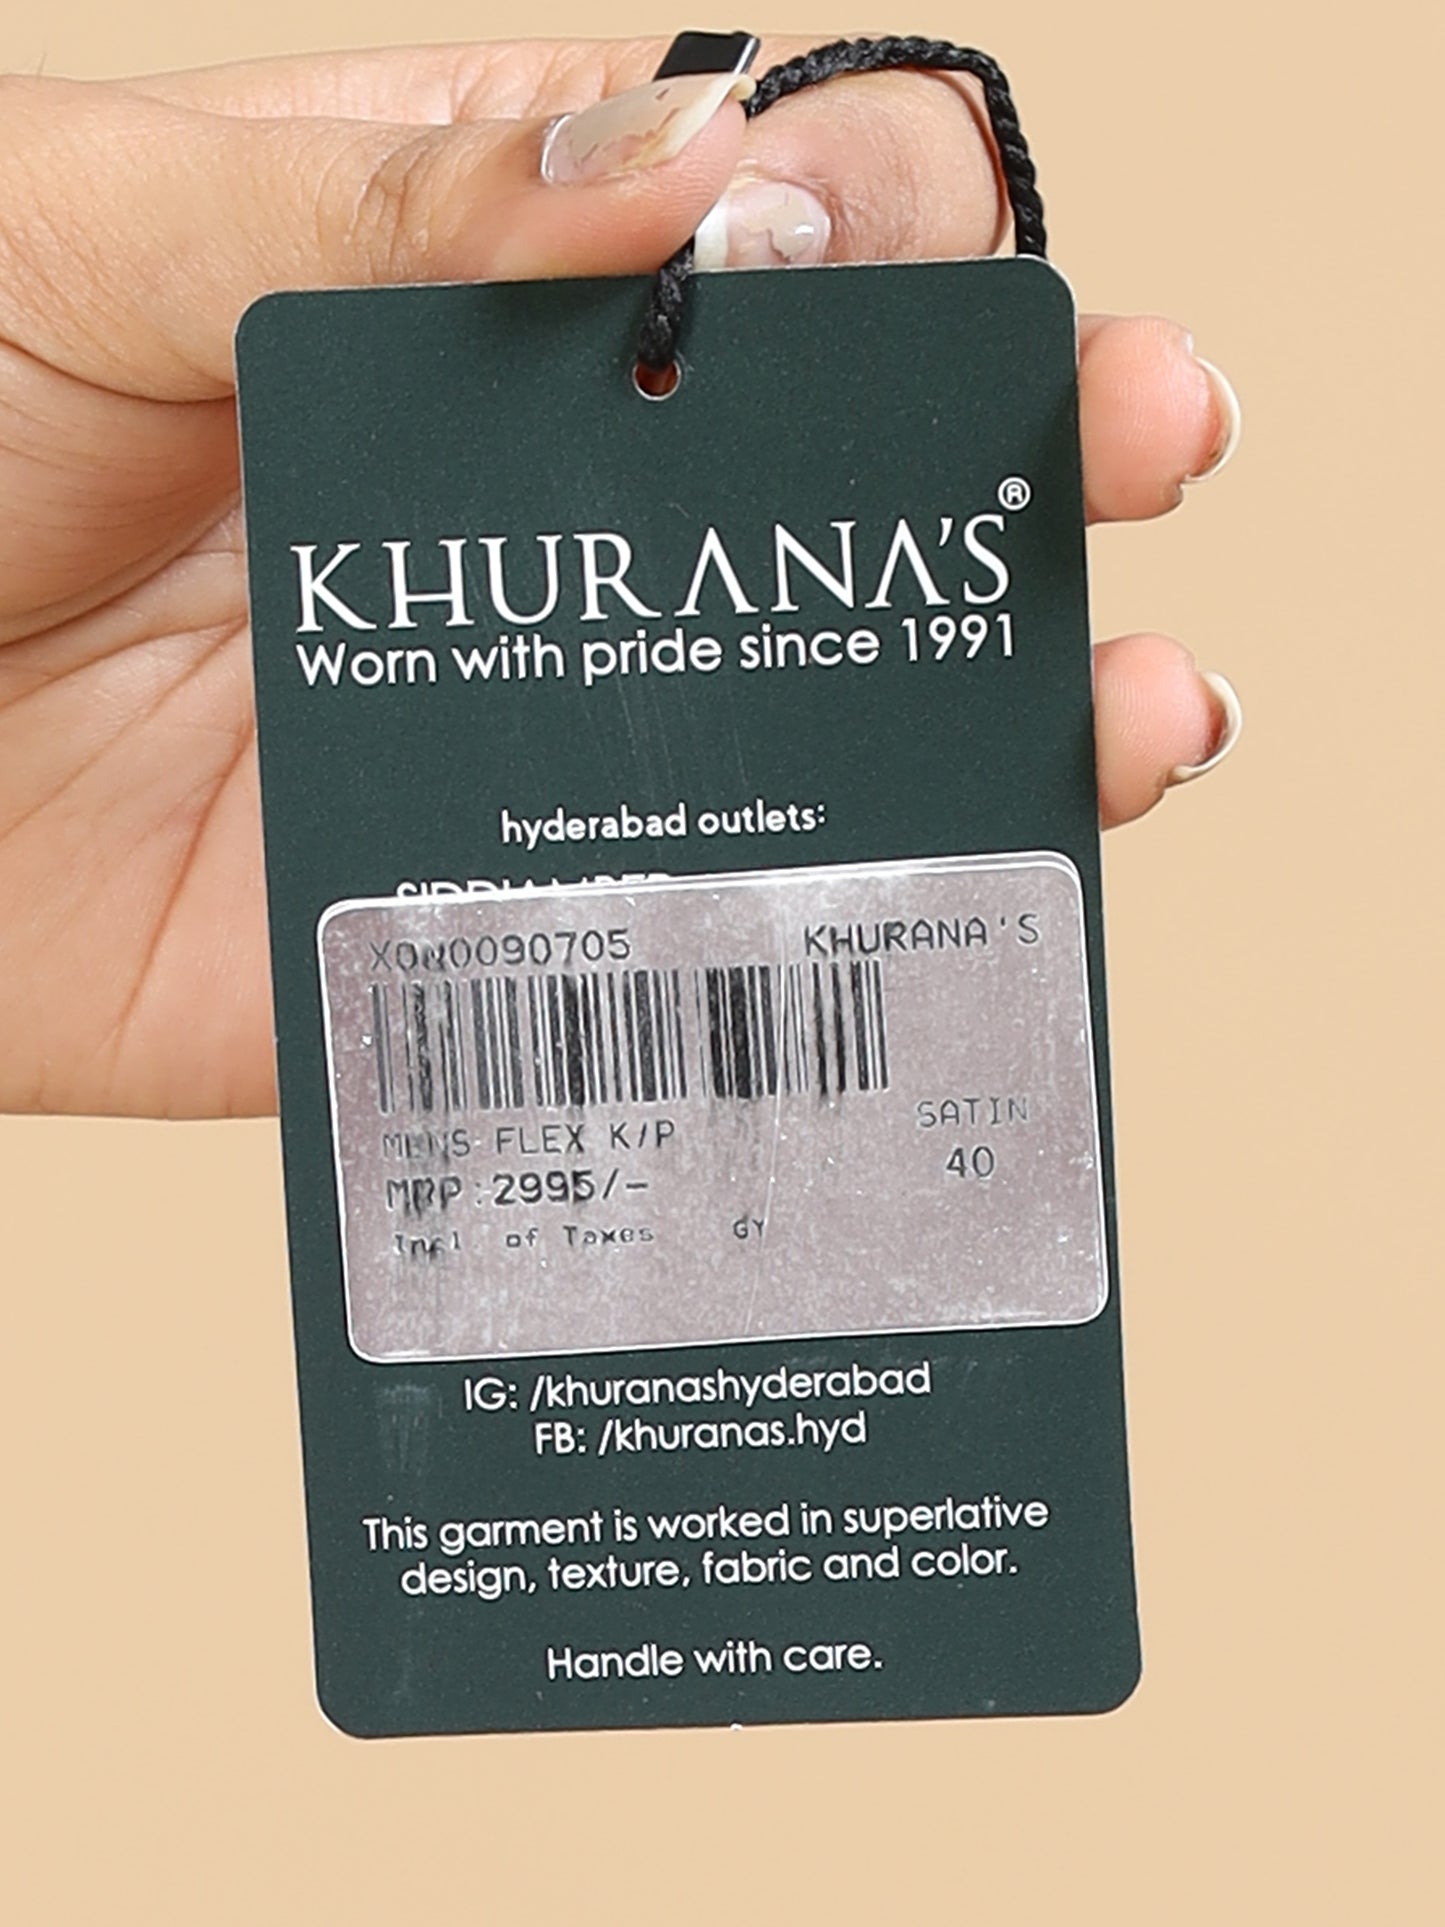 KHURANA'S®
Worn with pride since 1991
hyderabad outlets:
KHURANA'S
MENS FLEX K/P
SATIN
40
MRP:2995/-
Incl of Taxes GY
IG: /khuranashyderabad
FB: /khuranas.hyd
This garment is worked in superlative
design, texture, fabric and color.
Handle with care.